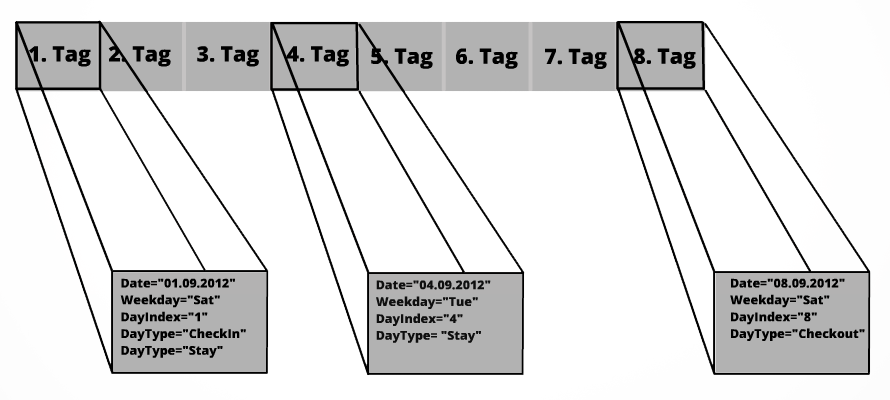 1. Tag 2. Tag 3. Tag 4. Tag 5. Tag 6. Tag 7. Tag 8. Tag
Date="01.09.2012"
Weekday="Sat"
DayIndex="1"
DayType="CheckIn"
DayType="Stay"
Date="04.09.2012"
Weekday="Tue"
DayIndex="4"
DayType= "Stay"
Date="08.09.2012"
Weekday="Sat"
DayIndex="8"
DayType="Checkout"